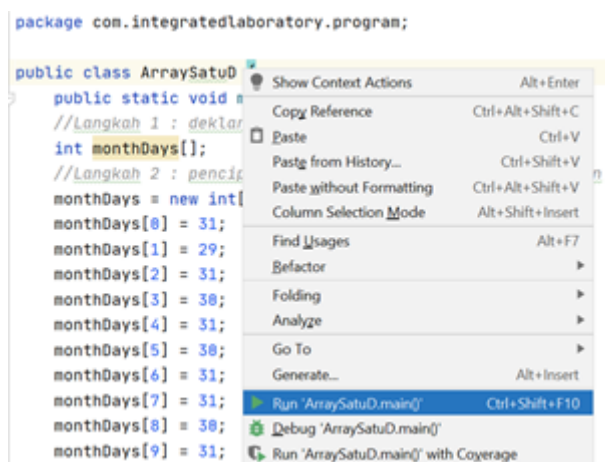 package com.integratedlaboratory.program;
public class ArraySatuD {
public static void m
//Langkah 1 : deklar
int monthDays[];
//Langkah 2 : pencip n
monthDays = new int[
monthDays[0] = 31;
monthDays[1] = 29;
monthDays[2] = 31;
monthDays[3] = 30;
monthDays[4] = 31;
monthDays[5] = 30;
monthDays[6] = 31;
monthDays[7] = 31;
monthDays[8] = 30;
monthDays[9] = 31;
Show Context Actions Alt+Enter
Copy Reference Ctrl+Alt+Shift+C
Paste Ctrl+V
Paste from History... Ctrl+Shift+V
Paste without Formatting Ctrl+Alt+Shift+V
Column Selection Mode Alt+Shift+Insert
Find Usages Alt+F7
Refactor
Folding
Analyze
Go To
Generate... Alt+Insert
Run 'ArraySatuD.main()' Ctrl+Shift+F10
Debug 'ArraySatuD.main()'
Run 'ArraySatuD.main()' with Coverage